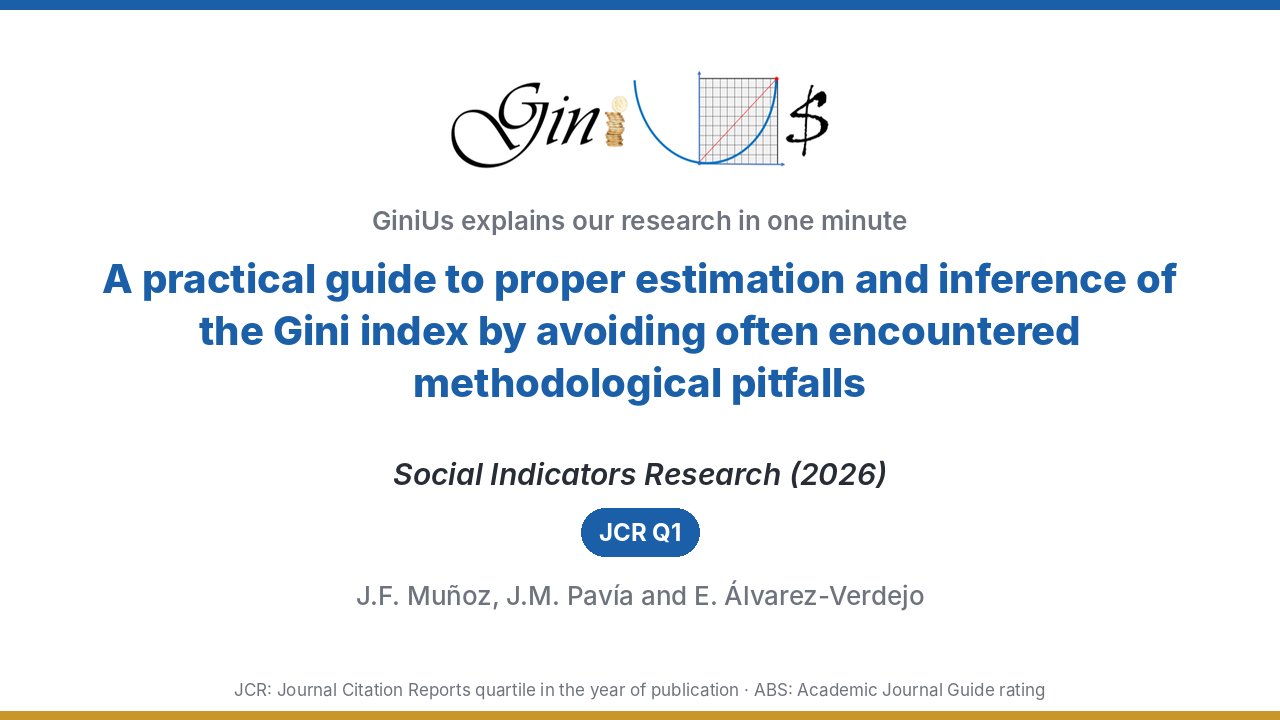 GiniU$
GiniUs explains our research in one minute
A practical guide to proper estimation and inference of
the Gini index by avoiding often encountered
methodological pitfalls
Social Indicators Research (2026)
JCR Q1
J.F. Muñoz, J.M. Pavía and E. Álvarez-Verdejo
JCR: Journal Citation Reports quartile in the year of publication · ABS: Academic Journal Guide rating